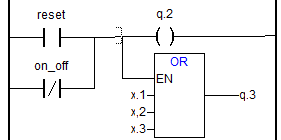 reset
q.2
on_off
OR
EN
x.1
q.3
x,2
x.3